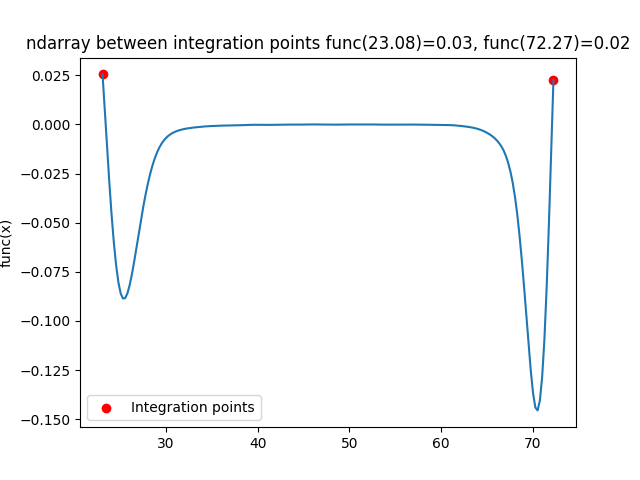 ndarray between integration points func(23.08)=0.03, func(72.27)=0.02
func(x)
0.025
0.000
−0.025
−0.050
−0.075
−0.100
−0.125
−0.150
Integration points
30 40 50 60 70